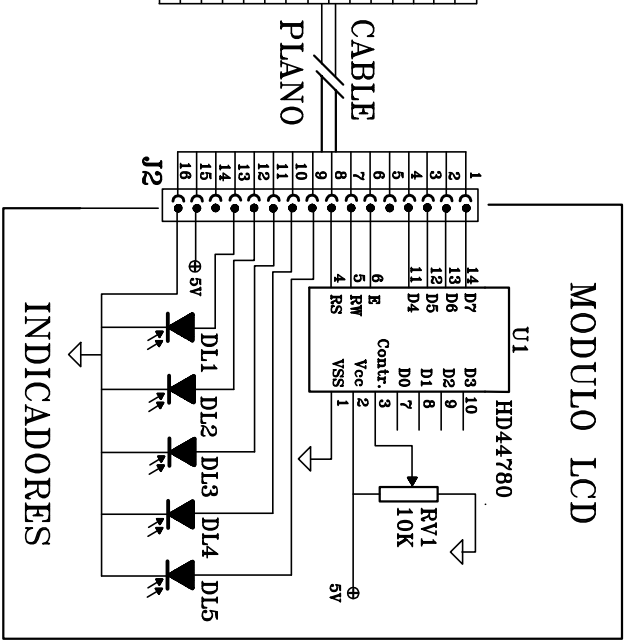 CABLE
PLANO
J2
16
15
14
13
12
11
10
9
8
7
6
5
4
3
2
1
MODULO LCD
INDICADORES
5V
DL1
DL2
DL3
DL4
DL5
U1
HD44780
4
5
6
11
12
13
14
RS
RW
E
D4
D5
D6
D7
VSS
Vcc
Contr.
D0
D1
D2
D3
1
2
3
7
8
9
10
RV1
10K
5V